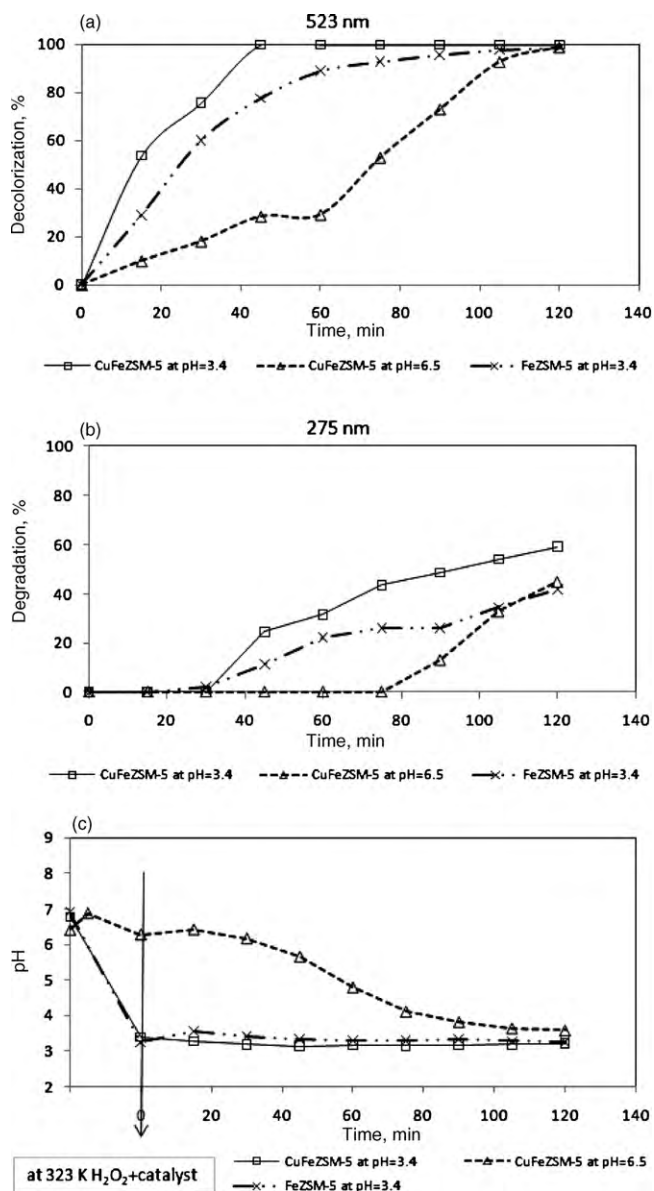 (a)
523 nm
100
80
60
40
20
0
Decolorization, %
0 20 40 60 80 100 120 140
Time, min
CuFeZSM-5 at pH=3.4 CuFeZSM-5 at pH=6.5 FeZSM-5 at pH=3.4
(b)
275 nm
100
80
60
40
20
0
Degradation, %
0 20 40 60 80 100 120 140
Time, min
CuFeZSM-5 at pH=3.4 CuFeZSM-5 at pH=6.5 FeZSM-5 at pH=3.4
(c)
9
8
7
6
5
4
3
2
pH
0 20 40 60 80 100 120 140
Time, min
at 323 K H₂O₂+catalyst
CuFeZSM-5 at pH=3.4 CuFeZSM-5 at pH=6.5
FeZSM-5 at pH=3.4